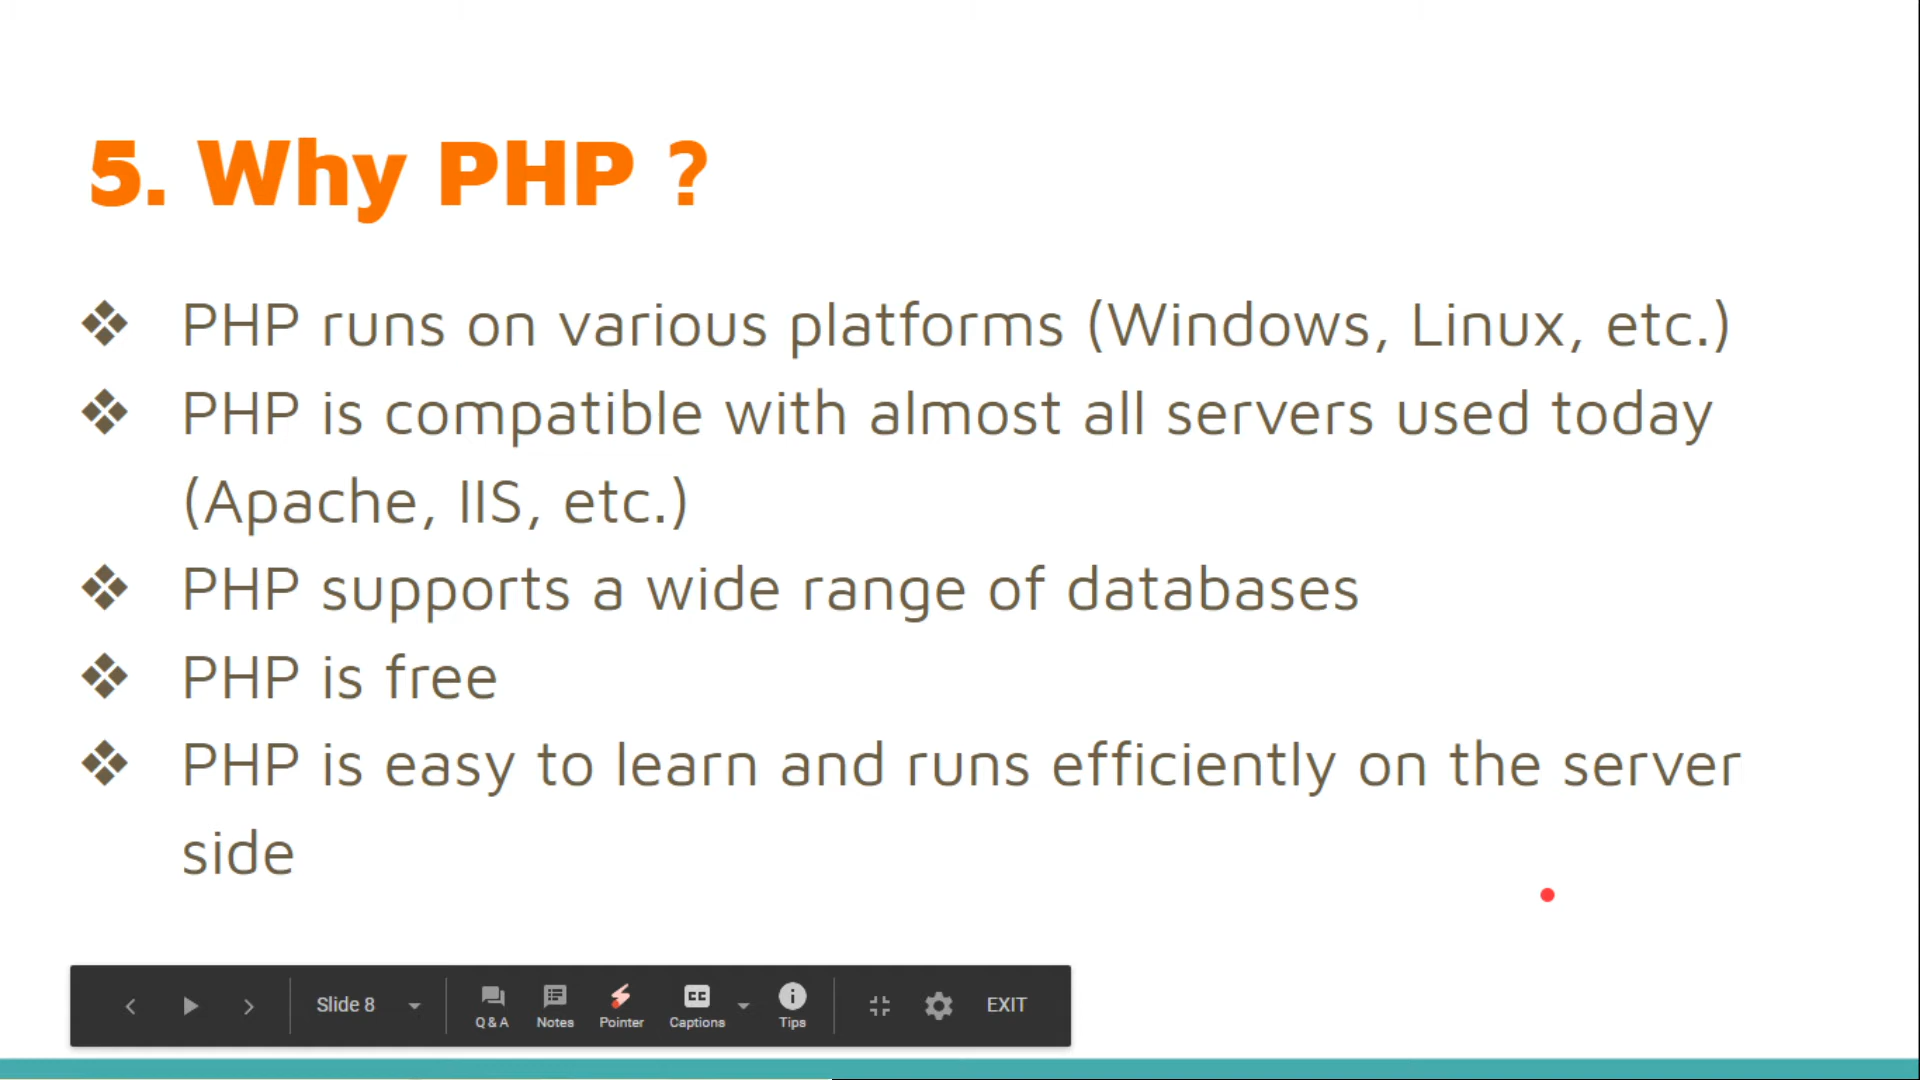 5. Why PHP ?
❖ PHP runs on various platforms (Windows, Linux, etc.)
❖ PHP is compatible with almost all servers used today
(Apache, IIS, etc.)
❖ PHP supports a wide range of databases
❖ PHP is free
❖ PHP is easy to learn and runs efficiently on the server
side
Slide 8 Q & A Notes Pointer CC Captions Tips EXIT